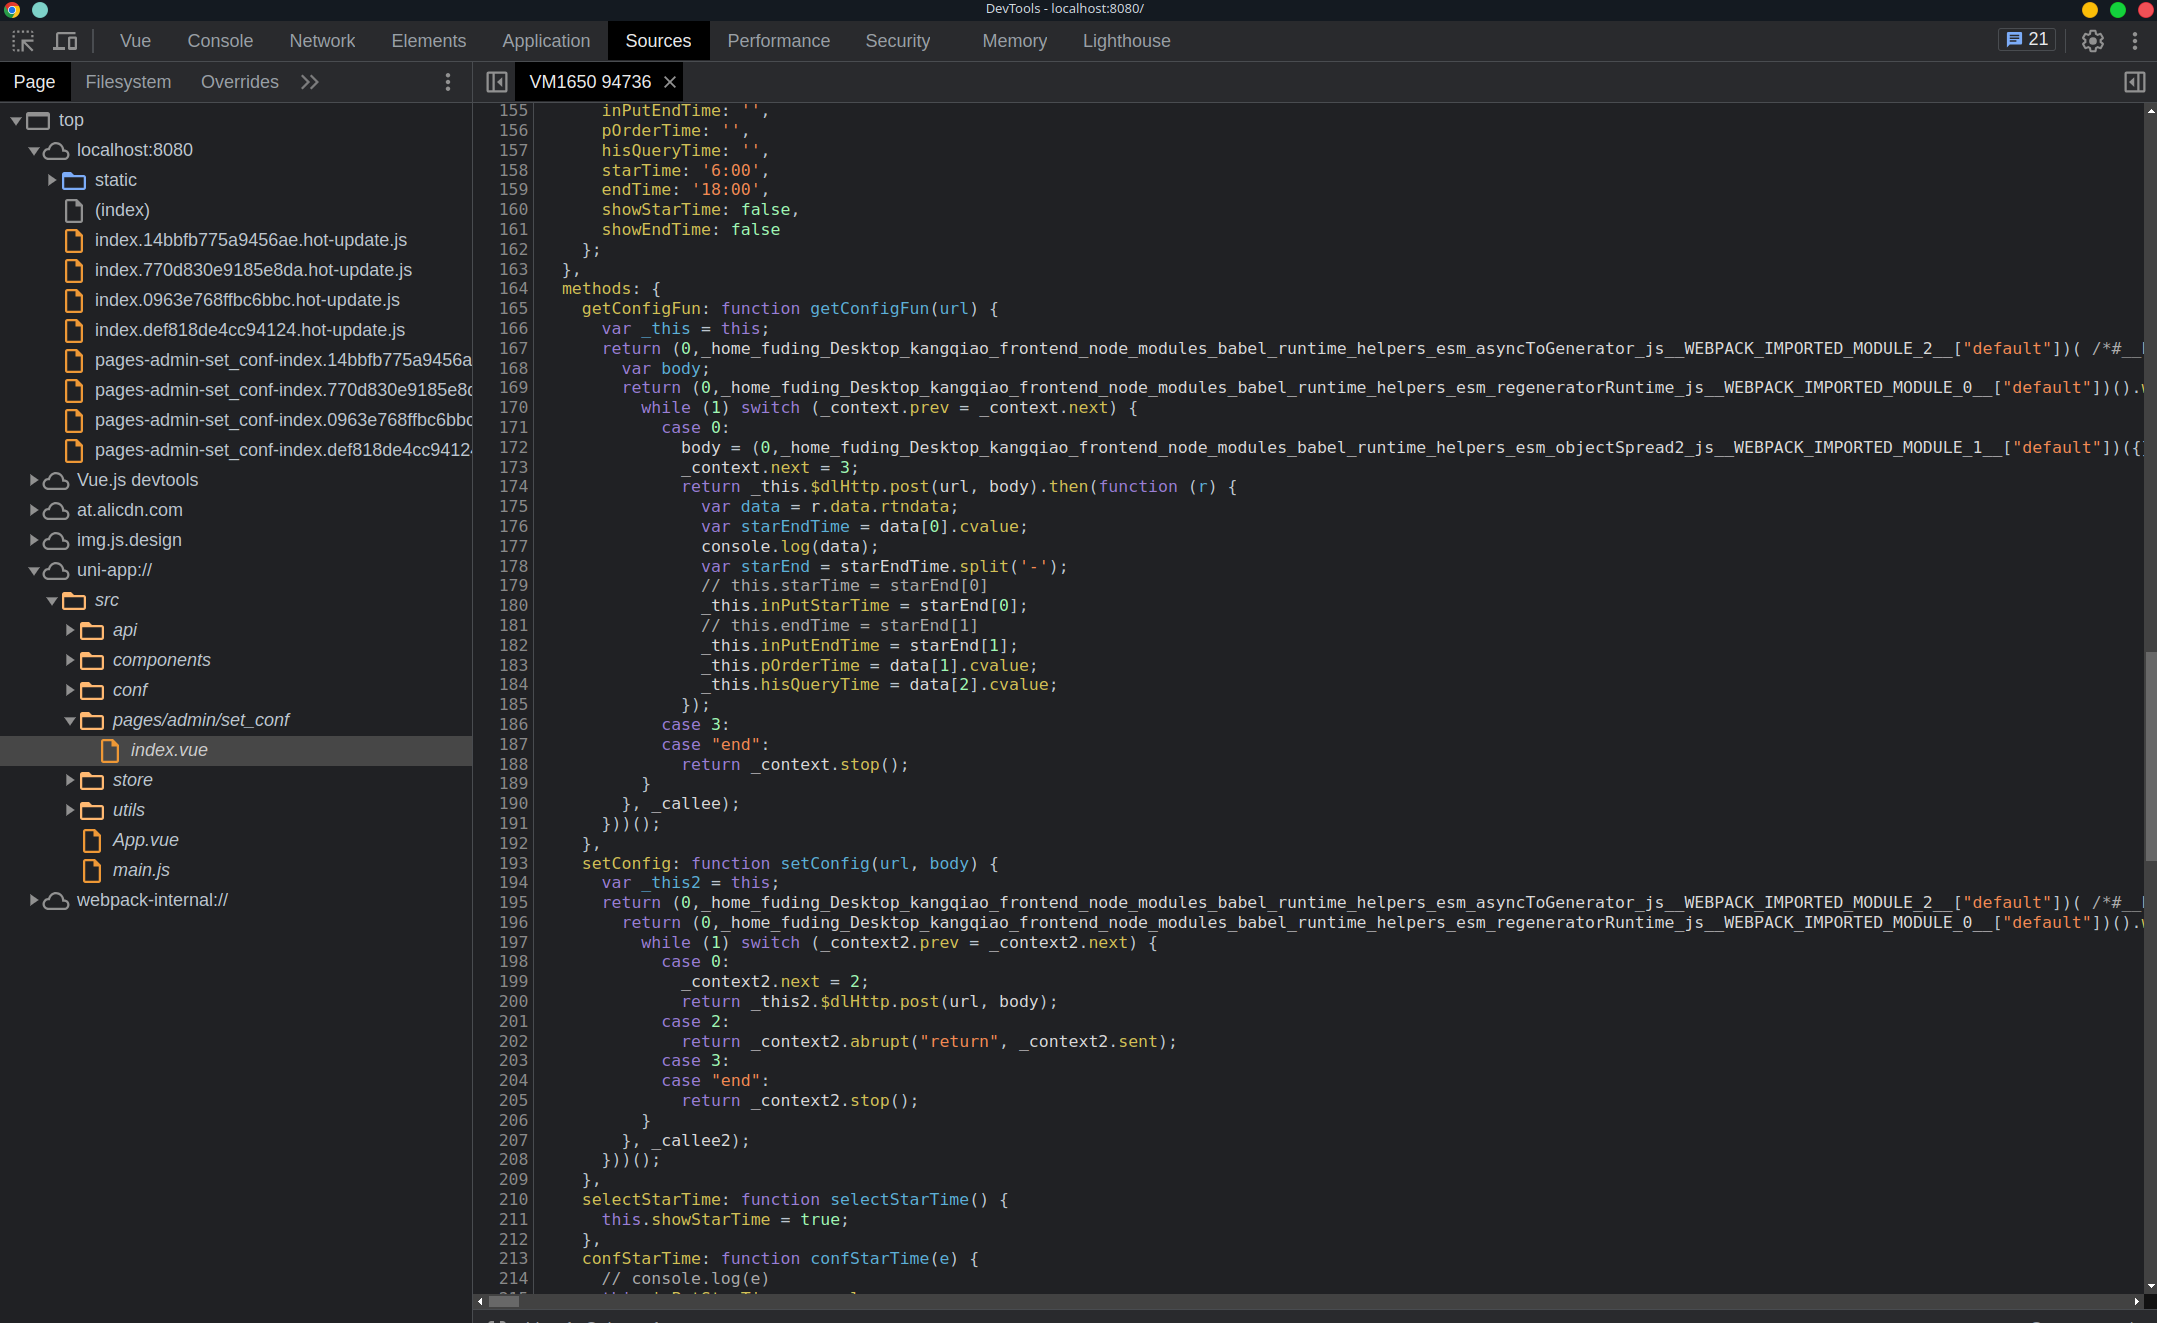 DevTools - localhost:8080/
Vue Console Network Elements Application Sources Performance Security Memory Lighthouse 21
Page Filesystem Overrides
VM1650 94736
top
localhost:8080
static
(index)
index.14bbfb775a9456ae.hot-update.js
index.770d830e9185e8da.hot-update.js
index.0963e768ffbc6bbc.hot-update.js
index.def818de4cc94124.hot-update.js
pages-admin-set_conf-index.14bbfb775a9456a
pages-admin-set_conf-index.770d830e9185e8d
pages-admin-set_conf-index.0963e768ffbc6bbc
pages-admin-set_conf-index.def818de4cc9412
Vue.js devtools
at.alicdn.com
img.js.design
uni-app://
src
api
components
conf
pages/admin/set_conf
index.vue
store
utils
App.vue
main.js
webpack-internal://
155 inPutEndTime: '',
156 pOrderTime: '',
157 hisQueryTime: '',
158 starTime: '6:00',
159 endTime: '18:00',
160 showStarTime: false,
161 showEndTime: false
162 };
163 },
164 methods: {
165 getConfigFun: function getConfigFun(url) {
166 var _this = this;
167 return (0,_home_fuding_Desktop_kangqiao_frontend_node_modules_babel_runtime_helpers_esm_asyncToGenerator_js__WEBPACK_IMPORTED_MODULE_2__["default"])( /*#__
168 var body;
169 return (0,_home_fuding_Desktop_kangqiao_frontend_node_modules_babel_runtime_helpers_esm_regeneratorRuntime_js__WEBPACK_IMPORTED_MODULE_0__["default"])().
170 while (1) switch (_context.prev = _context.next) {
171 case 0:
172 body = (0,_home_fuding_Desktop_kangqiao_frontend_node_modules_babel_runtime_helpers_esm_objectSpread2_js__WEBPACK_IMPORTED_MODULE_1__["default"])({
173 _context.next = 3;
174 return _this.$dlHttp.post(url, body).then(function (r) {
175 var data = r.data.rtndata;
176 var starEndTime = data[0].cvalue;
177 console.log(data);
178 var starEnd = starEndTime.split('-');
179 // this.starTime = starEnd[0]
180 _this.inPutStarTime = starEnd[0];
181 // this.endTime = starEnd[1]
182 _this.inPutEndTime = starEnd[1];
183 _this.pOrderTime = data[1].cvalue;
184 _this.hisQueryTime = data[2].cvalue;
185 });
186 case 3:
187 case "end":
188 return _context.stop();
189 }
190 }, _callee);
191 }))();
192 },
193 setConfig: function setConfig(url, body) {
194 var _this2 = this;
195 return (0,_home_fuding_Desktop_kangqiao_frontend_node_modules_babel_runtime_helpers_esm_asyncToGenerator_js__WEBPACK_IMPORTED_MODULE_2__["default"])( /*#__
196 return (0,_home_fuding_Desktop_kangqiao_frontend_node_modules_babel_runtime_helpers_esm_regeneratorRuntime_js__WEBPACK_IMPORTED_MODULE_0__["default"])().
197 while (1) switch (_context2.prev = _context2.next) {
198 case 0:
199 _context2.next = 2;
200 return _this2.$dlHttp.post(url, body);
201 case 2:
202 return _context2.abrupt("return", _context2.sent);
203 case 3:
204 case "end":
205 return _context2.stop();
206 }
207 }, _callee2);
208 }))();
209 },
210 selectStarTime: function selectStarTime() {
211 this.showStarTime = true;
212 },
213 confStarTime: function confStarTime(e) {
214 // console.log(e)